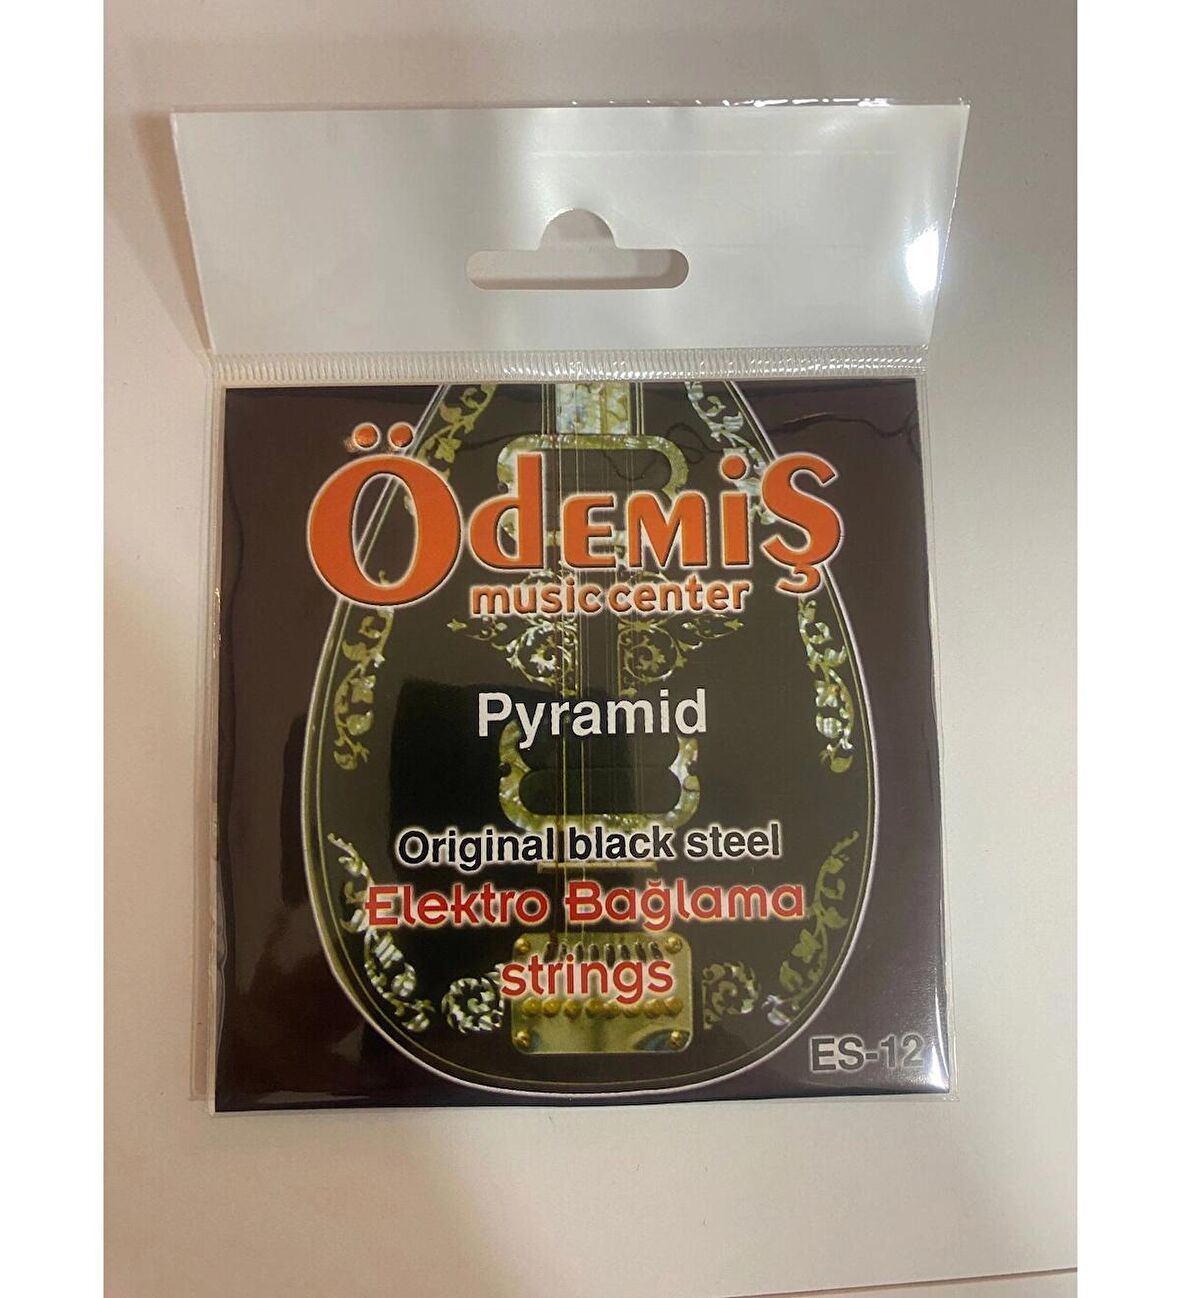 Ödemiş
music center
Pyramid
Original black steel
Elektro Bağlama
strings
ES-12